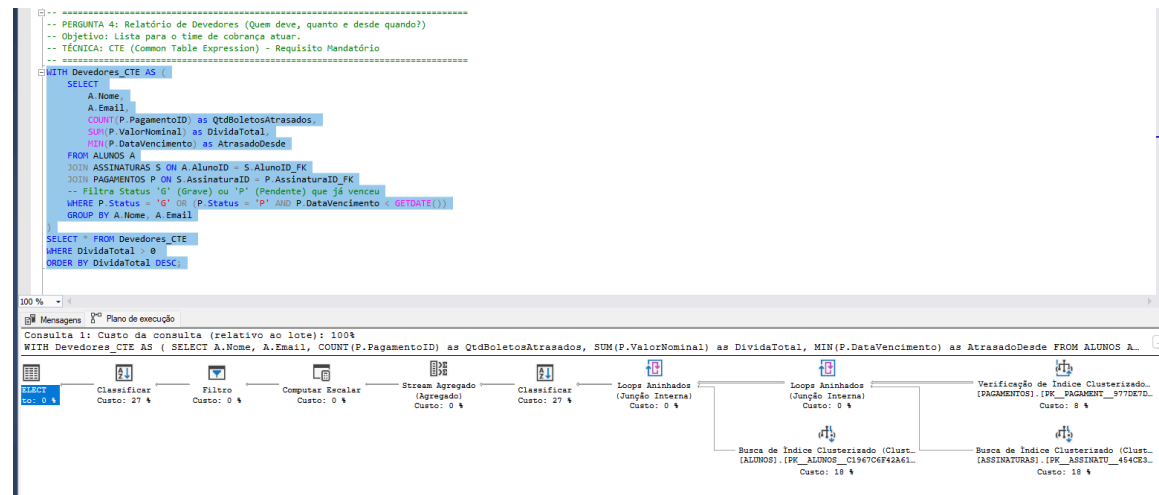 -- ================================================================
-- PERGUNTA 4: Relatório de Devedores (Quem deve, quanto e desde quando?)
-- Objetivo: Lista para o time de cobrança atuar.
-- TÉCNICA: CTE (Common Table Expression) - Requisito Mandatório
-- ================================================================
WITH Devedores_CTE AS (
SELECT
A.Nome,
A.Email,
COUNT(P.PagamentoID) as QtdBoletosAtrasados,
SUM(P.ValorNominal) as DividaTotal,
MIN(P.DataVencimento) as AtrasadoDesde
FROM ALUNOS A
JOIN ASSINATURAS S ON A.AlunoID = S.AlunoID_FK
JOIN PAGAMENTOS P ON S.AssinaturaID = P.AssinaturaID_FK
-- Filtra Status 'G' (Grave) ou 'P' (Pendente) que já venceu
WHERE P.Status = 'G' OR (P.Status = 'P' AND P.DataVencimento < GETDATE())
GROUP BY A.Nome, A.Email
)
SELECT * FROM Devedores_CTE
WHERE DividaTotal > 0
ORDER BY DividaTotal DESC;
100 %
Mensagens Plano de execução
Consulta 1: Custo da consulta (relativo ao lote): 100%
WITH Devedores_CTE AS ( SELECT A.Nome, A.Email, COUNT(P.PagamentoID) as QtdBoletosAtrasados, SUM(P.ValorNominal) as DividaTotal, MIN(P.DataVencimento) as AtrasadoDesde FROM ALUNOS A…
ELECT
to: 0 %
Classificar
Custo: 27 %
Filtro
Custo: 0 %
Computar Escalar
Custo: 0 %
Stream Agregado
(Agregado)
Custo: 0 %
Classificar
Custo: 27 %
Loops Aninhados
(Junção Interna)
Custo: 0 %
Loops Aninhados
(Junção Interna)
Custo: 0 %
Verificação de Índice Clusterizado…
[PAGAMENTOS].[PK__PAGAMENT__977DE7D…
Custo: 8 %
Busca de Índice Clusterizado (Clust…
[ALUNOS].[PK__ALUNOS__C1967C6F42A61…
Custo: 18 %
Busca de Índice Clusterizado (Clust…
[ASSINATURAS].[PK__ASSINATU__454CE3…
Custo: 18 %